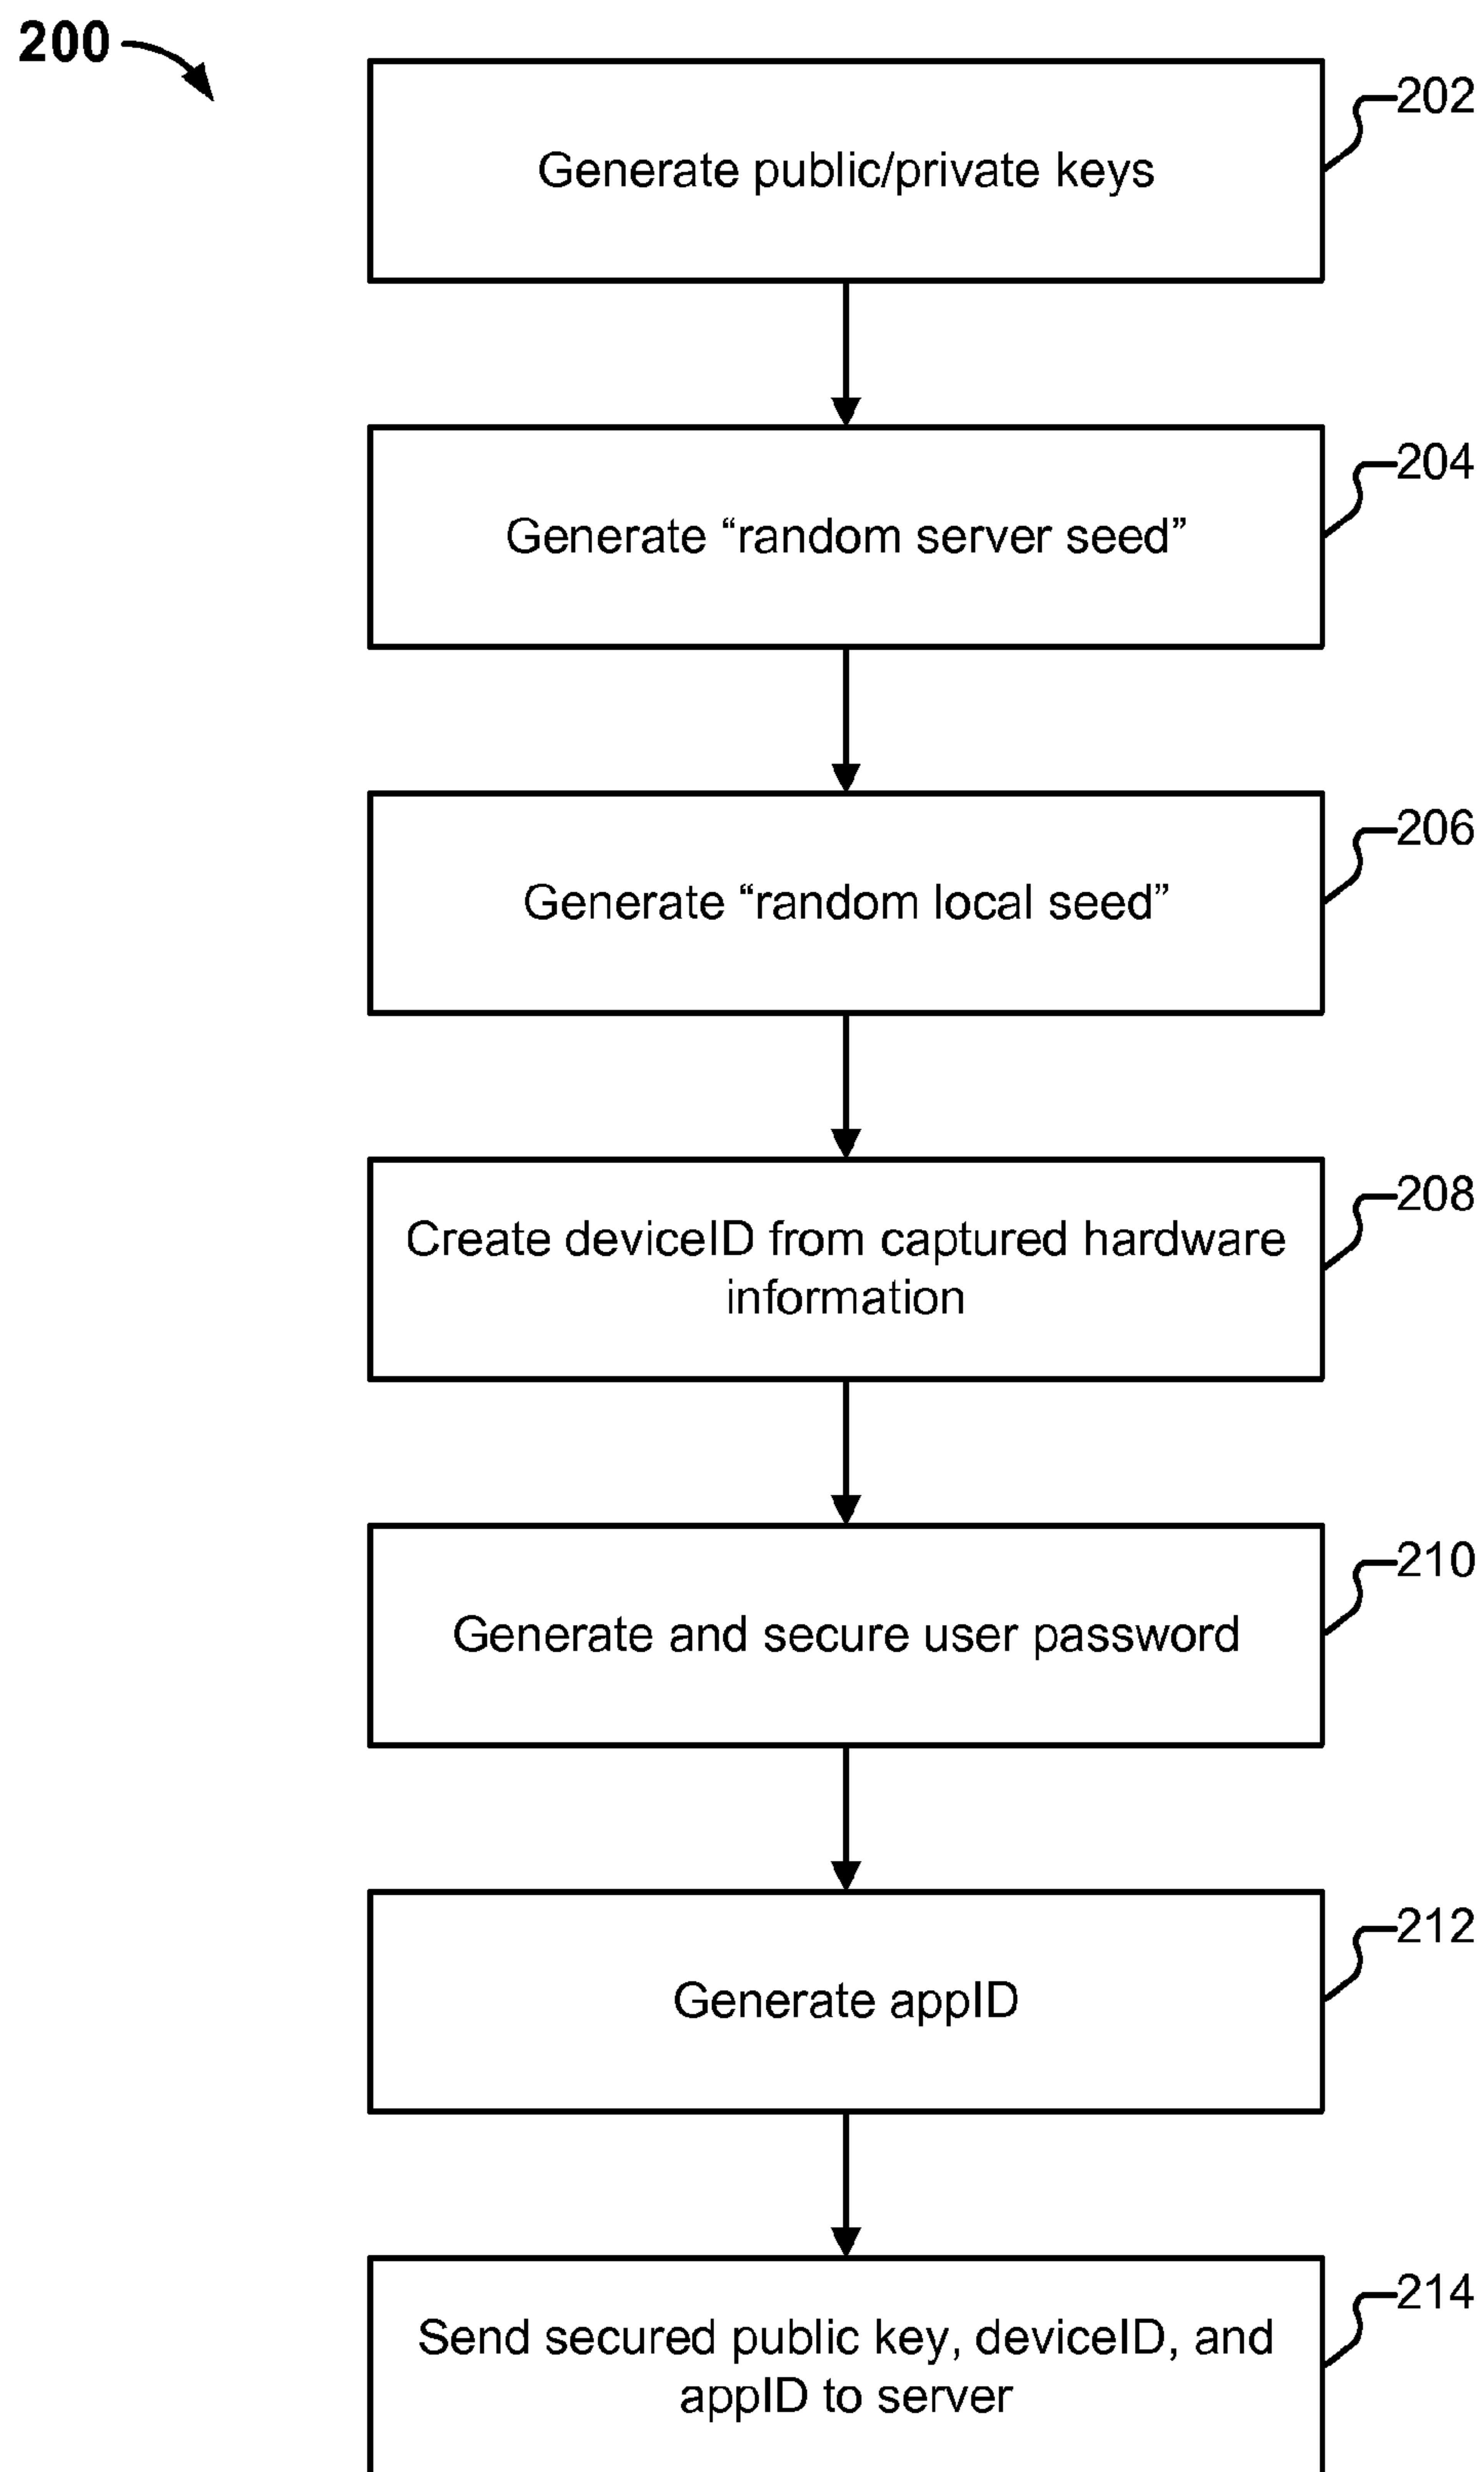 200
202
Generate public/private keys
204
Generate “random server seed”
206
Generate “random local seed”
208
Create deviceID from captured hardware
information
210
Generate and secure user password
212
Generate appID
214
Send secured public key, deviceID, and
appID to server